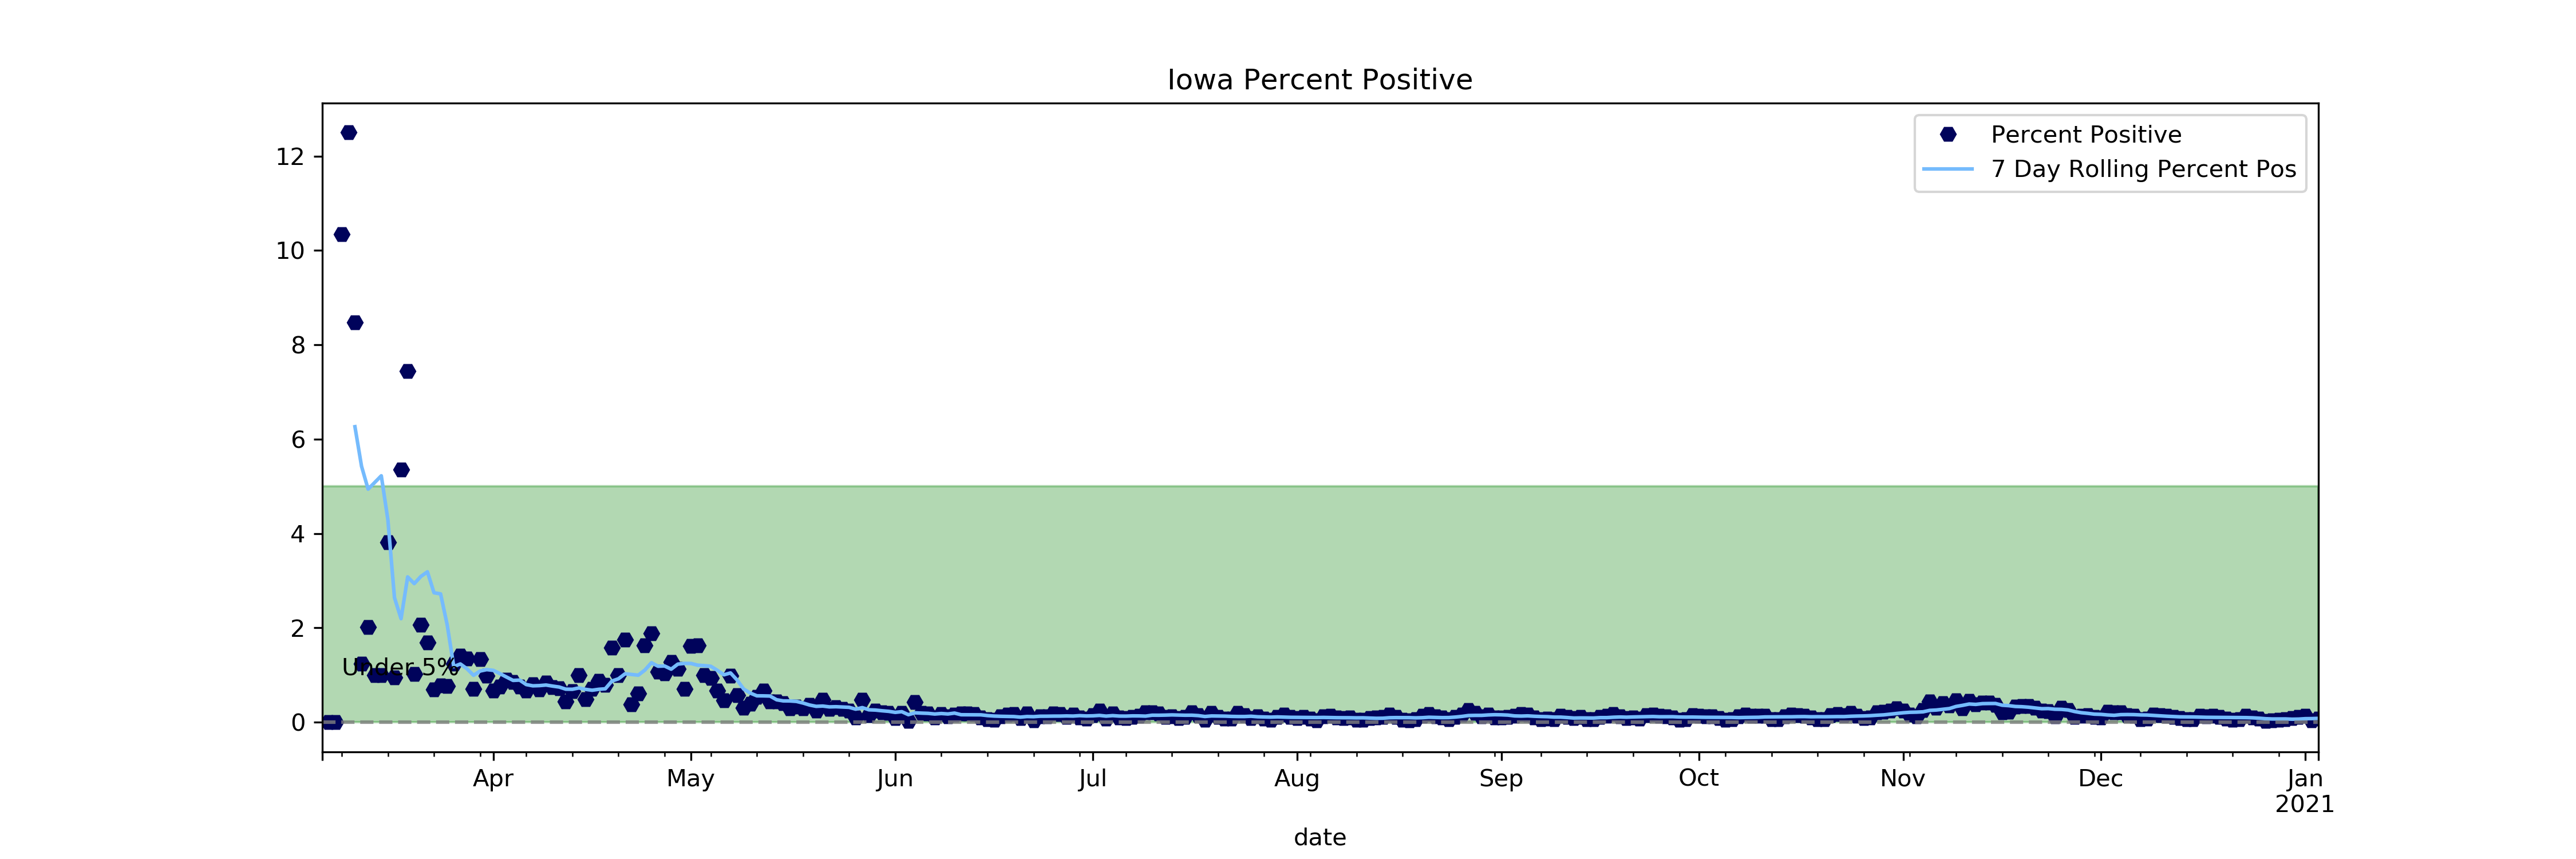 Iowa Percent Positive
Percent Positive
7 Day Rolling Percent Pos
12
10
8
6
4
2
0
Under 5%
Apr May Jun Jul Aug Sep Oct Nov Dec Jan
2021
date